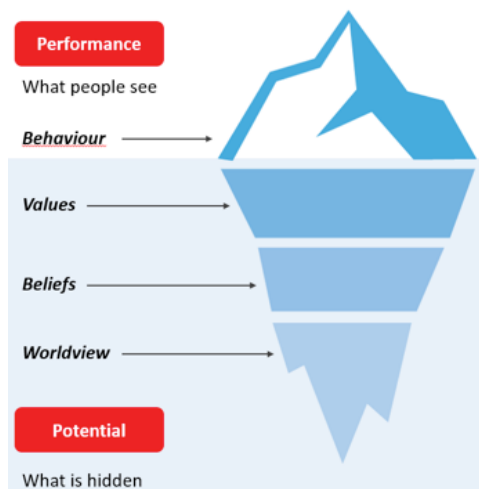 Performance
What people see
Behaviour
Values
Beliefs
Worldview
Potential
What is hidden